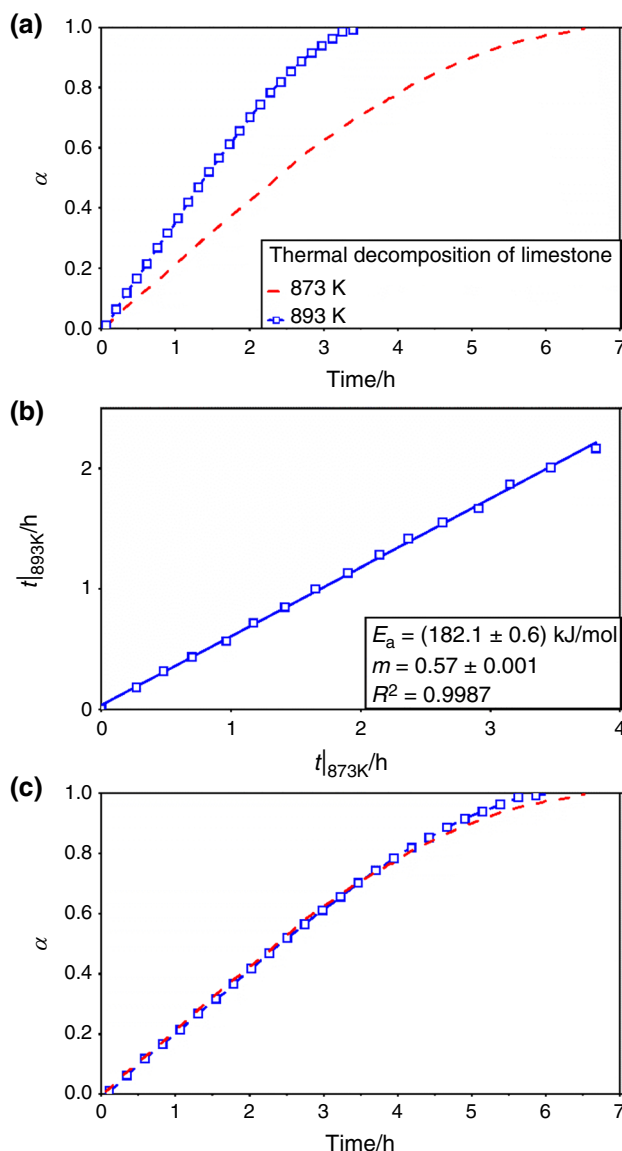 (a)
1.0
0.8
0.6
0.4
0.2
0.0
α
Thermal decomposition of limestone
873 K
893 K
0 1 2 3 4 5 6 7
Time/h
(b)
2
1
0
t|893K/h
Ea = (182.1 ± 0.6) kJ/mol
m = 0.57 ± 0.001
R² = 0.9987
0 1 2 3 4
t|873K/h
(c)
1.0
0.8
0.6
0.4
0.2
0.0
α
0 1 2 3 4 5 6 7
Time/h